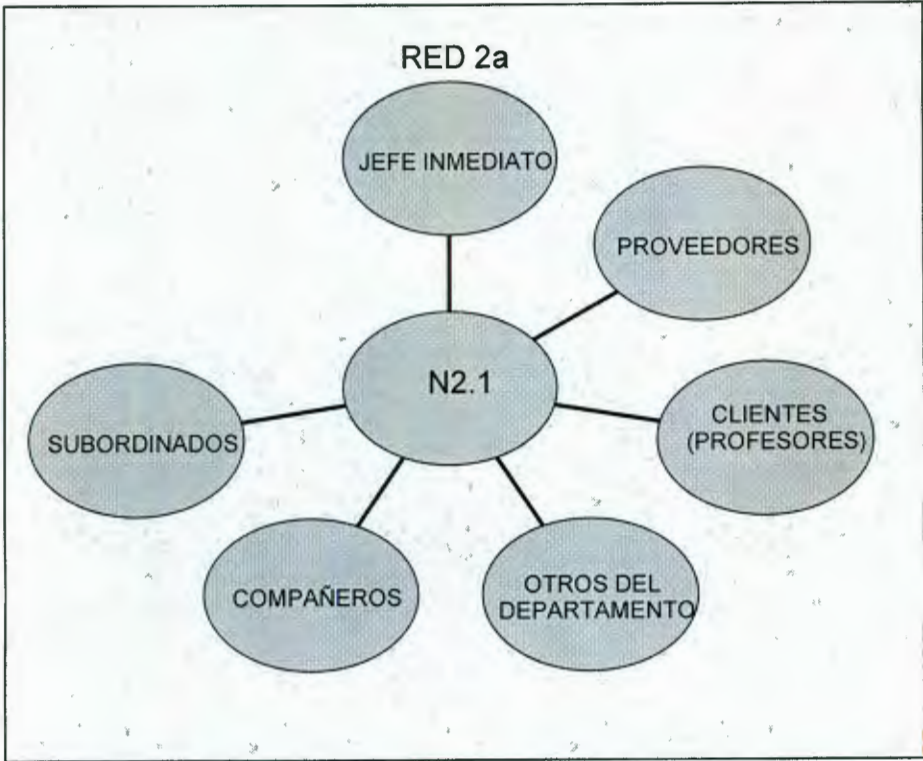 RED 2a
JEFE INMEDIATO
PROVEEDORES
N2.1
CLIENTES
(PROFESORES)
SUBORDINADOS
COMPAÑEROS
OTROS DEL
DEPARTAMENTO